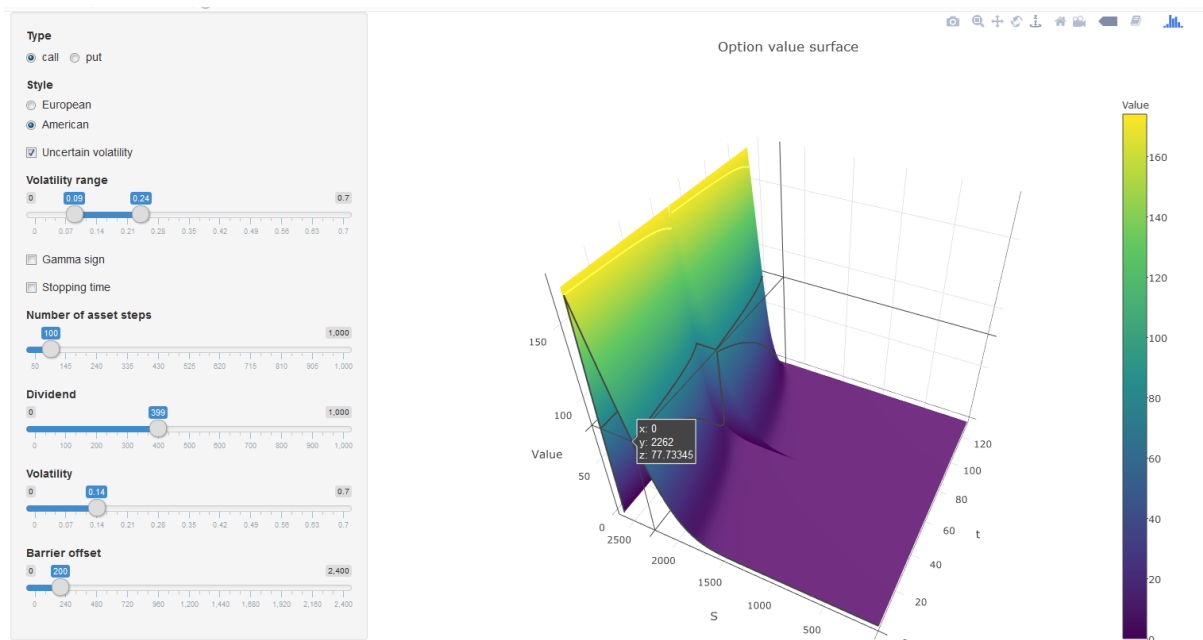 Type
call put
Style
European
American
Uncertain volatility
Volatility range
0 0.09 0.24 0.7
0 0.07 0.14 0.21 0.28 0.35 0.42 0.49 0.56 0.63 0.7
Gamma sign
Stopping time
Number of asset steps
100 1,000
50 145 240 335 430 525 620 715 810 905 1,000
Dividend
0 399 1,000
0 100 200 300 400 500 600 700 800 900 1,000
Volatility
0 0.14 0.7
0 0.07 0.14 0.21 0.28 0.35 0.42 0.49 0.56 0.63 0.7
Barrier offset
0 200 2,400
0 240 480 720 960 1,200 1,440 1,680 1,920 2,160 2,400
Option value surface
Value
160
140
120
100
80
60
40
20
0
150
100
50
0
Value
x: 0
y: 2262
z: 77.73345
2500
2000
1500
1000
500
S
120
100
80
60
40
20
t